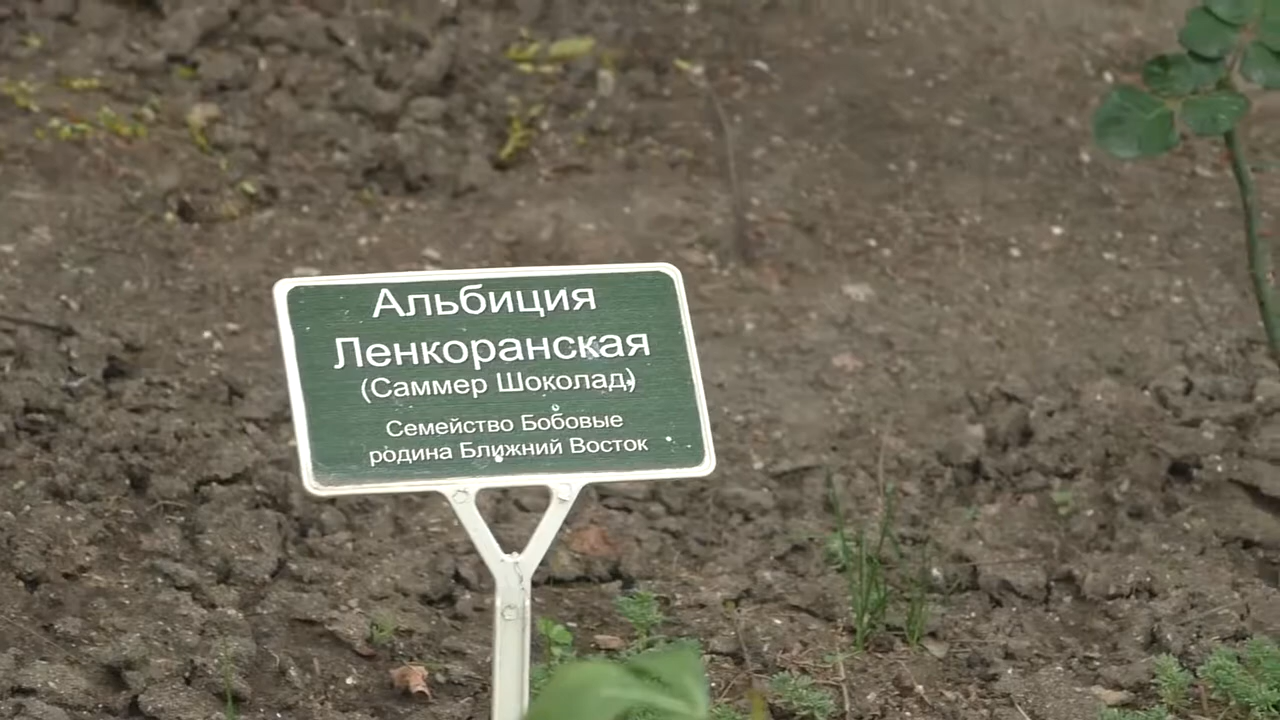 Альбиция
Ленкоранская
(Саммер Шоколад)
Семейство Бобовые
родина Ближний Восток